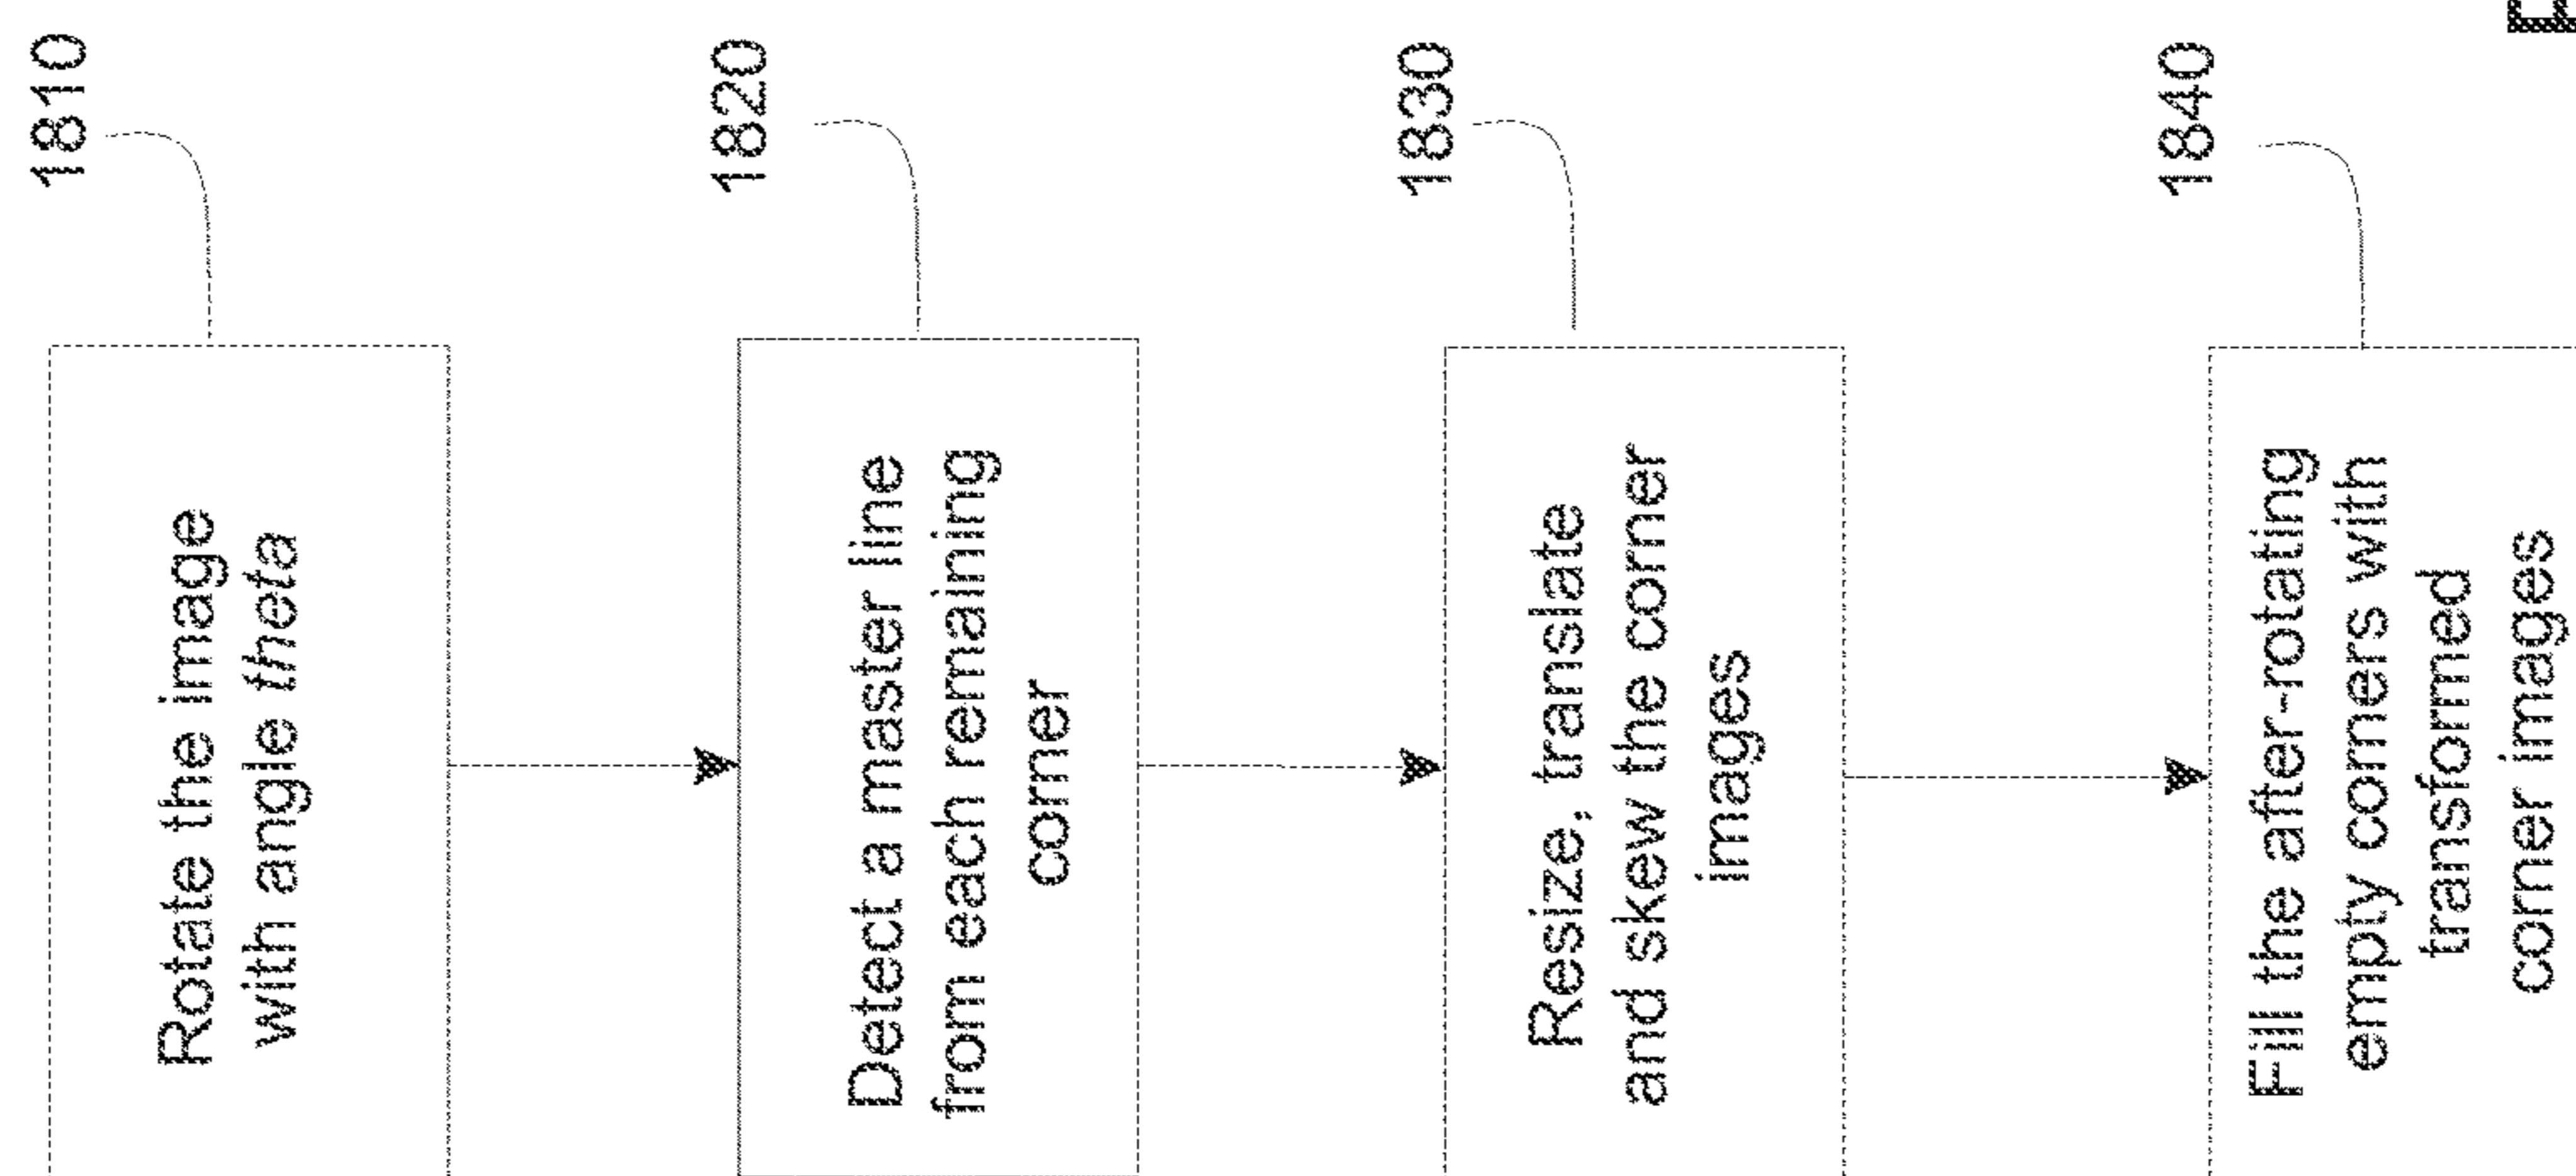 1810
Rotate the image
with angle theta
1820
Detect a master line
from each remaining
corner
1830
Resize, translate
and skew the corner
images
1840
Fill the after-rotating
empty corners with
transformed
corner images